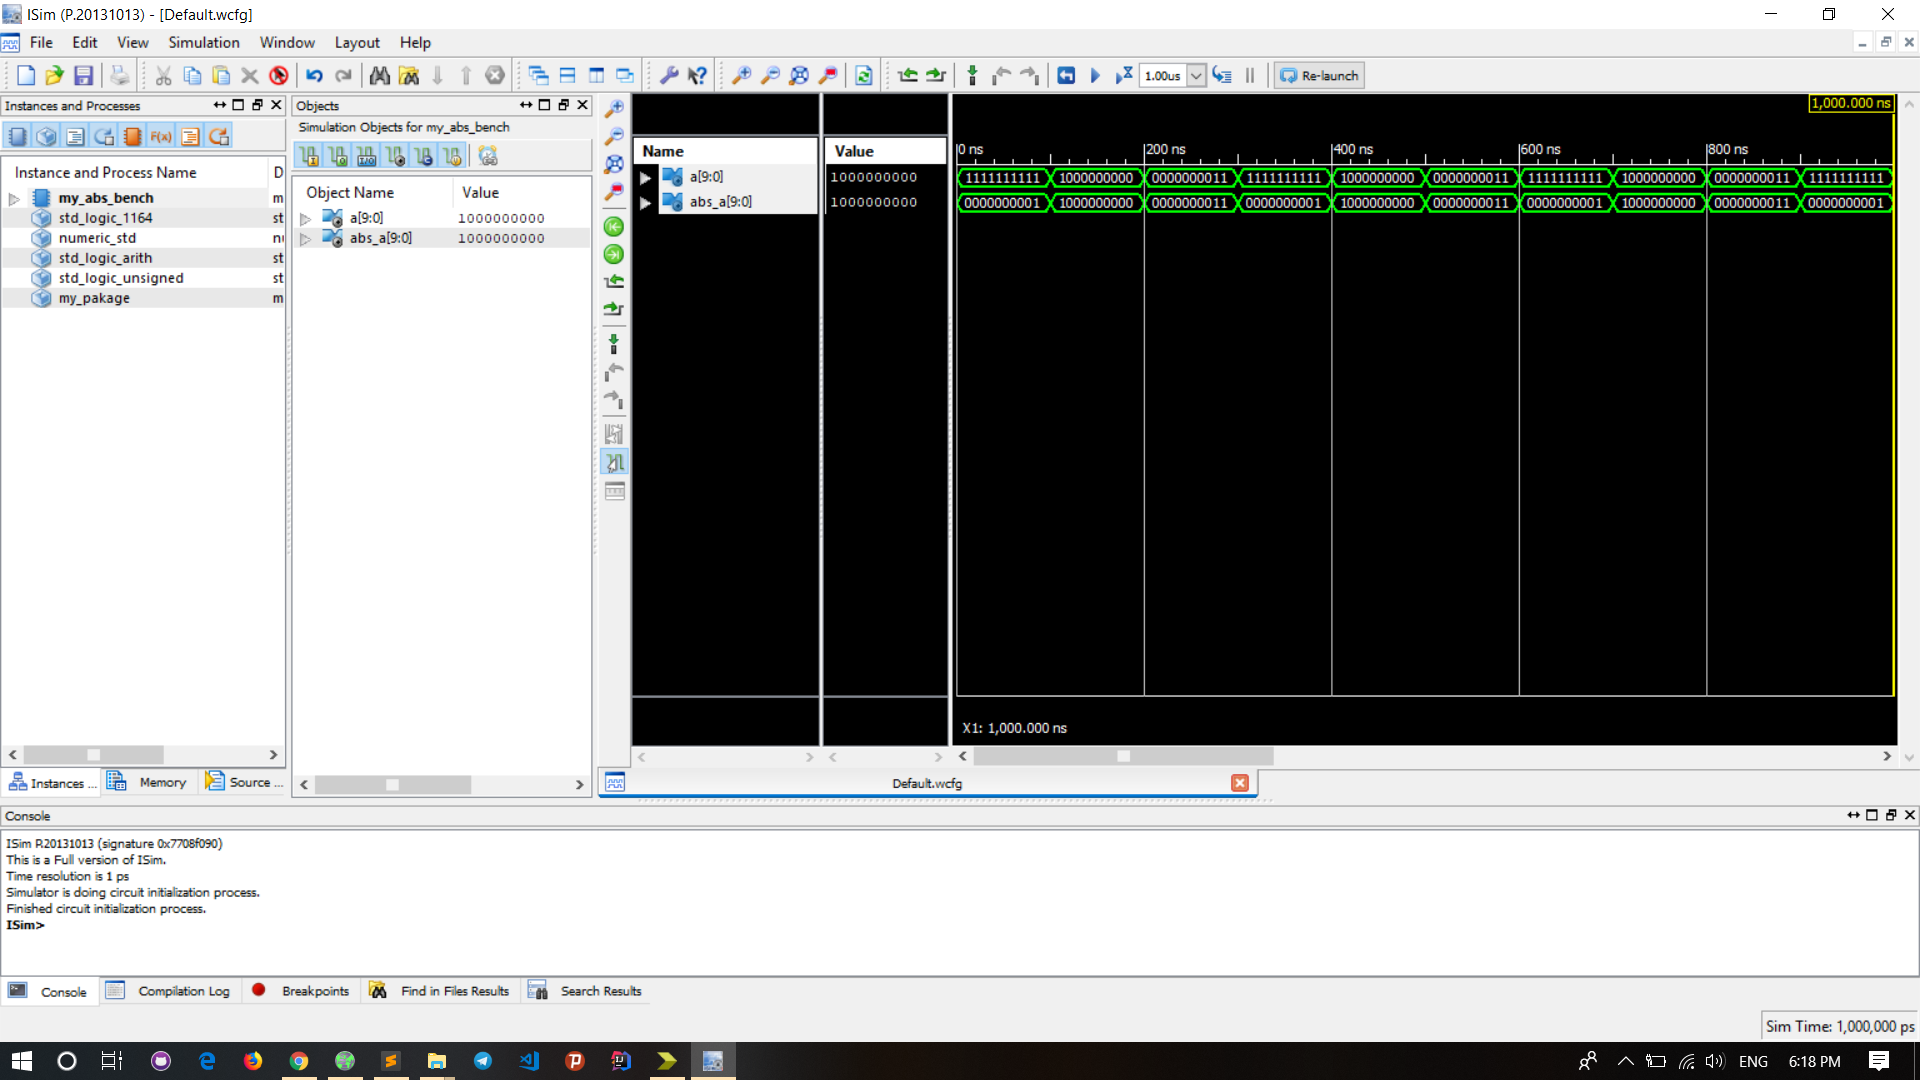 ISim (P.20131013) - [Default.wcfg]
File Edit View Simulation Window Layout Help
1.00us Re-launch
Instances and Processes
F(x)
Instance and Process Name D
my_abs_bench m
std_logic_1164 st
numeric_std
std_logic_arith st
std_logic_unsigned st
my_pakage m
Instances ... Memory Source ...
Objects
Simulation Objects for my_abs_bench
Object Name Value
a[9:0] 1000000000
abs_a[9:0] 1000000000
Name Value
a[9:0] 1000000000
abs_a[9:0] 1000000000
1,000.000 ns
0 ns 200 ns 400 ns 600 ns 800 ns
1111111111 1000000000 0000000011 1111111111 1000000000 0000000011 1111111111 1000000000 0000000011 1111111111
0000000001 1000000000 0000000011 0000000001 1000000000 0000000011 0000000001 1000000000 0000000011 0000000001
X1: 1,000.000 ns
Default.wcfg
Console
ISim P.20131013 (signature 0x7708f090)
This is a Full version of ISim.
Time resolution is 1 ps
Simulator is doing circuit initialization process.
Finished circuit initialization process.
ISim>
Console Compilation Log Breakpoints Find in Files Results Search Results
Sim Time: 1,000,000 ps
ENG 6:18 PM